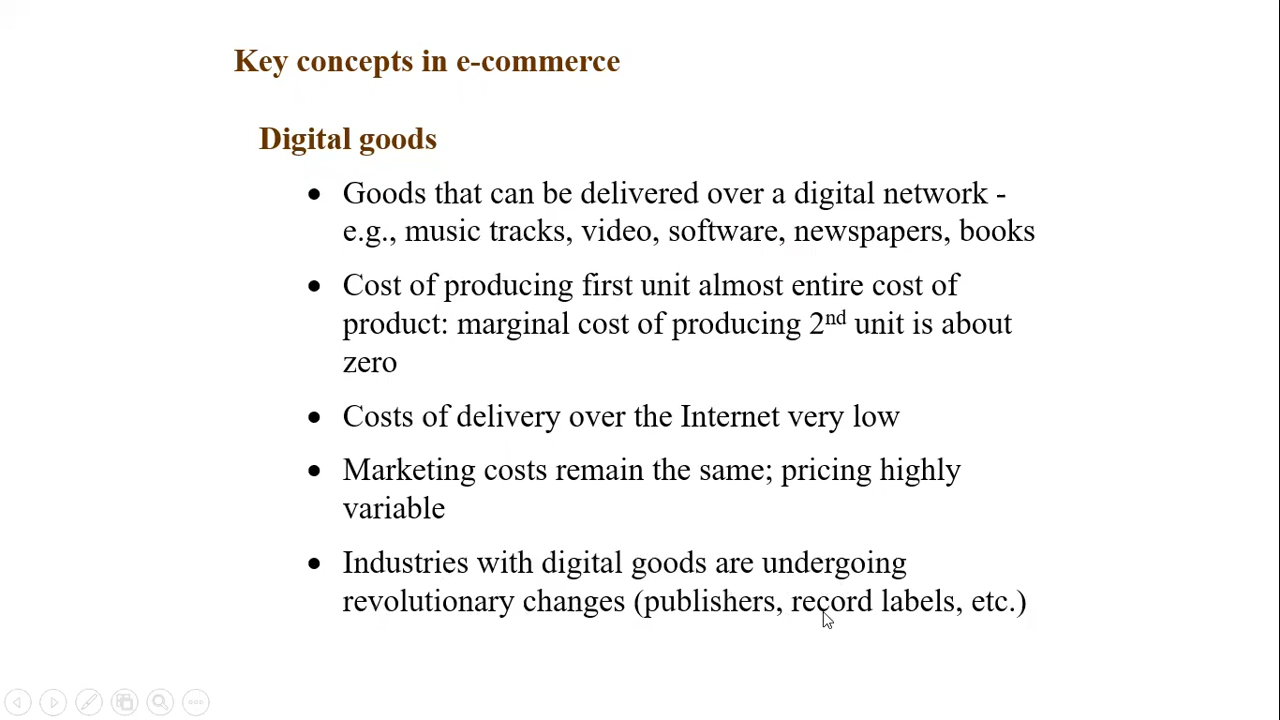 Key concepts in e-commerce
Digital goods
• Goods that can be delivered over a digital network -
e.g., music tracks, video, software, newspapers, books
• Cost of producing first unit almost entire cost of
product: marginal cost of producing 2nd unit is about
zero
• Costs of delivery over the Internet very low
• Marketing costs remain the same; pricing highly
variable
• Industries with digital goods are undergoing
revolutionary changes (publishers, record labels, etc.)